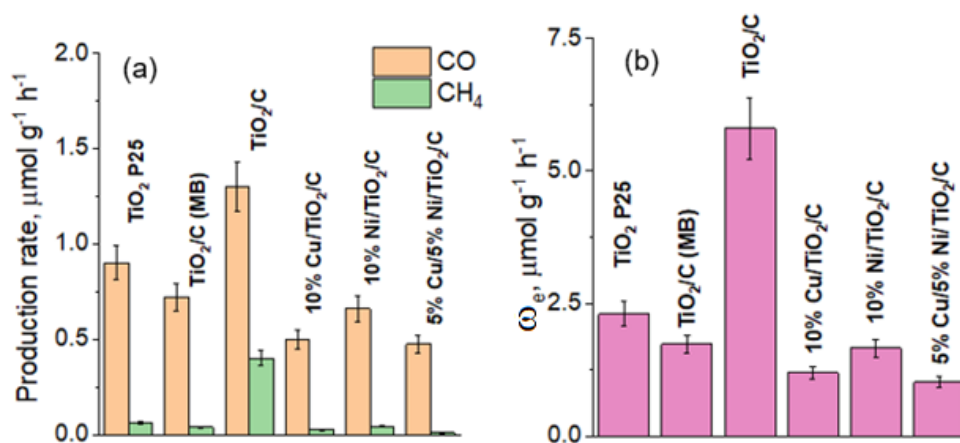 (a)
CO
CH₄
Production rate, μmol g⁻¹ h⁻¹
2.0
1.5
1.0
0.5
0.0
TiO₂ P25
TiO₂/C (MB)
TiO₂/C
10% Cu/TiO₂/C
10% Ni/TiO₂/C
5% Cu/5% Ni/TiO₂/C
(b)
ωₑ, μmol g⁻¹ h⁻¹
7.5
5.0
2.5
0.0
TiO₂ P25
TiO₂/C (MB)
TiO₂/C
10% Cu/TiO₂/C
10% Ni/TiO₂/C
5% Cu/5% Ni/TiO₂/C